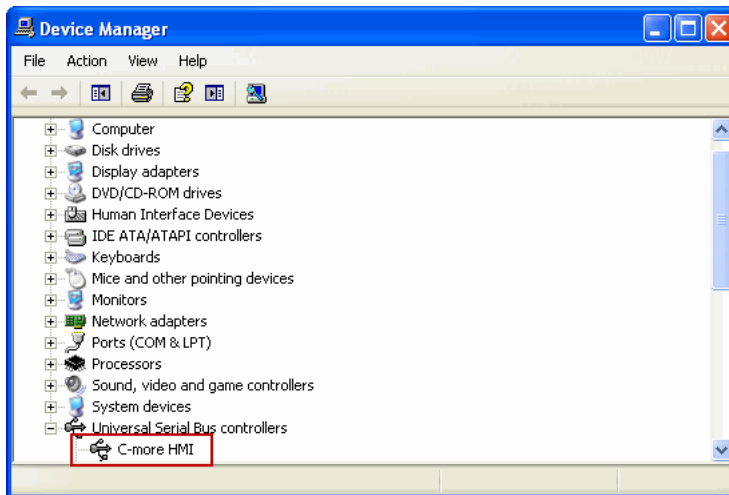 Device Manager
File Action View Help
Computer
Disk drives
Display adapters
DVD/CD-ROM drives
Human Interface Devices
IDE ATA/ATAPI controllers
Keyboards
Mice and other pointing devices
Monitors
Network adapters
Ports (COM & LPT)
Processors
Sound, video and game controllers
System devices
Universal Serial Bus controllers
C-more HMI